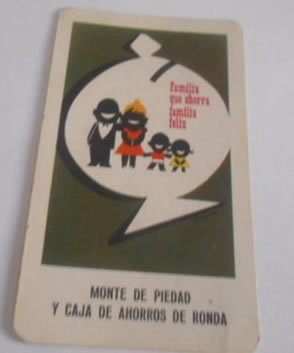 Familia
que ahorra
familia
feliz
MONTE DE PIEDAD
Y CAJA DE AHORROS DE RONDA